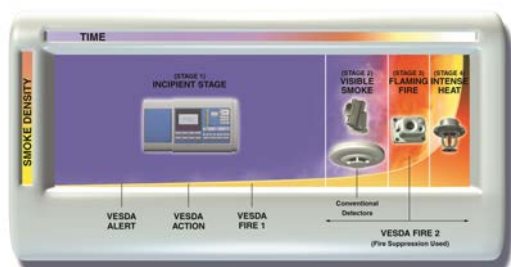 TIME
SMOKE DENSITY
(STAGE 1)
INCIPIENT STAGE
(STAGE 2)
VISIBLE
SMOKE
(STAGE 3)
FLAMING
FIRE
(STAGE 4)
INTENSE
HEAT
VESDA
ALERT
VESDA
ACTION
VESDA
FIRE 1
Conventional
Detectors
VESDA FIRE 2
(Fire Suppression Used)